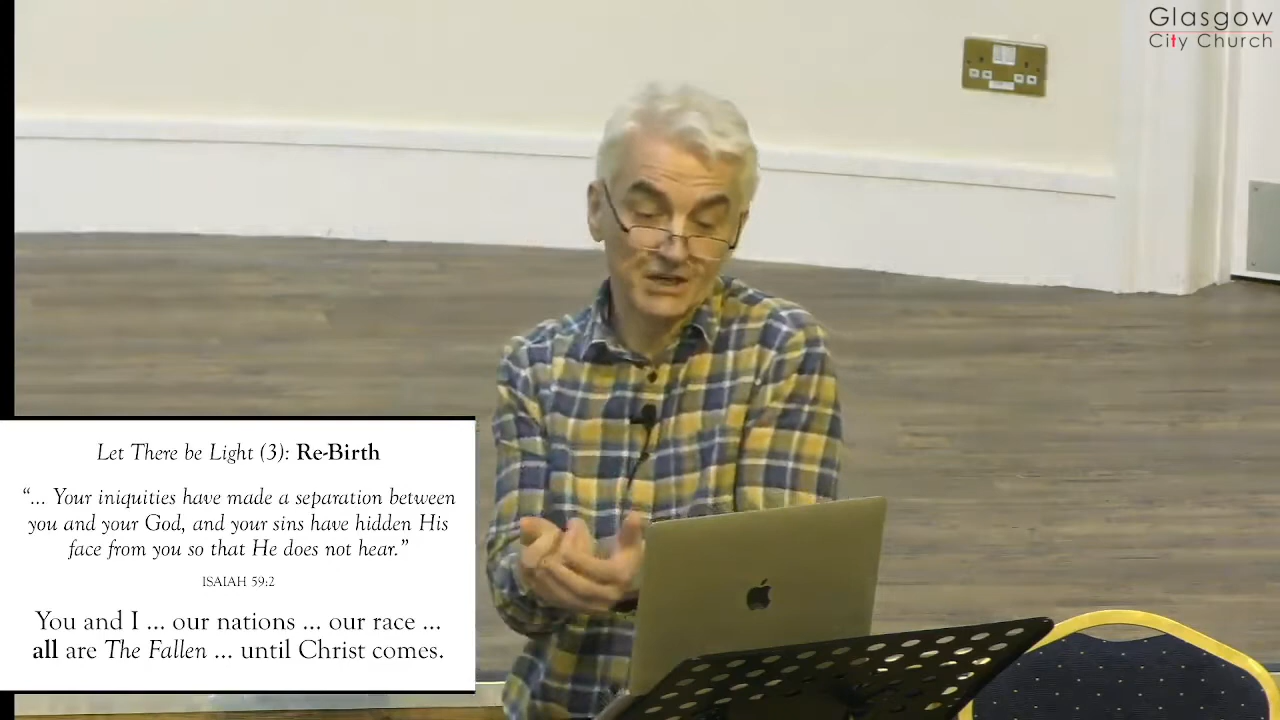 Glasgow
City Church
Let There be Light (3): Re-Birth
“... Your iniquities have made a separation between
you and your God, and your sins have hidden His
face from you so that He does not hear.”
ISAIAH 59:2
You and I ... our nations ... our race ...
all are The Fallen ... until Christ comes.